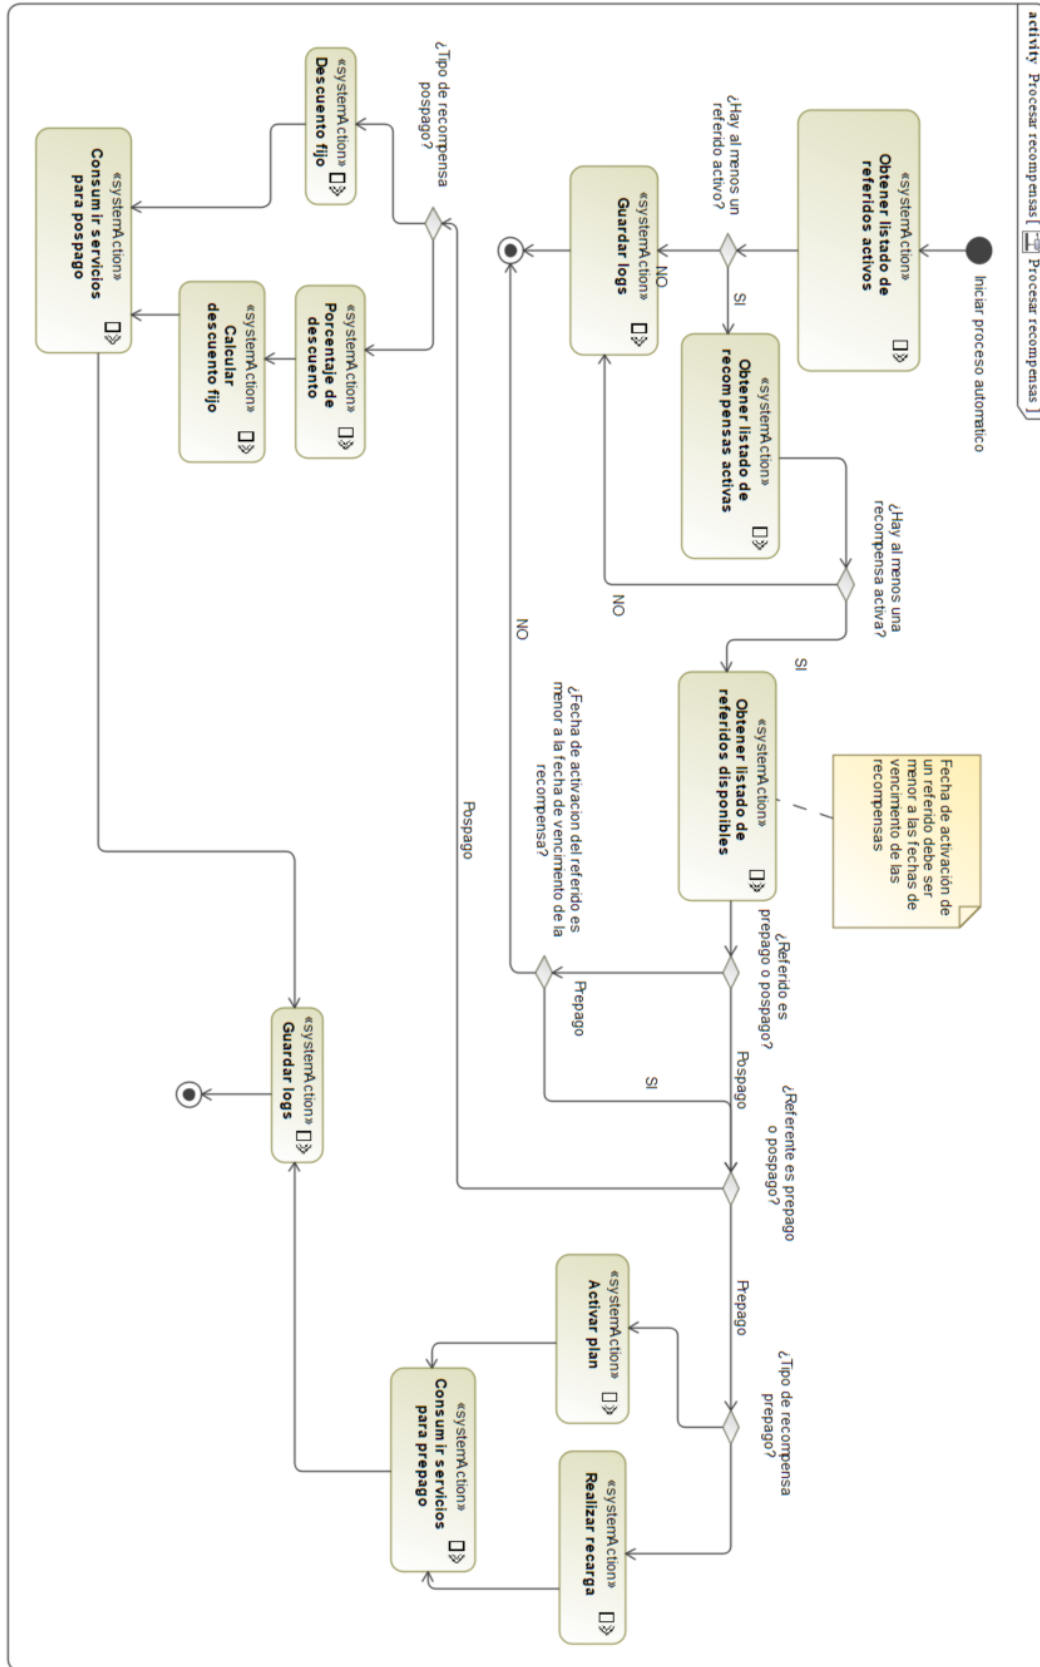 activity Procesar recompensas [ Procesar recompensas ]
Iniciar proceso automatico
Obtener listado de
referidos activos
¿Hay al menos un
referido activo?
NO
SI
«systemAction»
Guardar logs
«systemAction»
Obtener listado de
recompensas activas
¿Hay al menos una
recompensa activa?
NO
SI
«systemAction»
Obtener listado de
referidos disponibles
Fecha de activación de
un referido debe ser
menor a las fechas de
vencimiento de las
recompensas
¿Referido es
prepago o pospago?
Prepago
Pospago
¿Fecha de activacion del referido es
menor a la fecha de vencimiento de la
recompensa?
NO
SI
¿Referente es prepago
o pospago?
Pospago
Prepago
¿Tipo de recompensa
prepago?
«systemAction»
Activar plan
«systemAction»
Realizar recarga
«systemAction»
Consumir servicios
para prepago
¿Tipo de recompensa
pospago?
«systemAction»
Descuento fijo
«systemAction»
Porcentaje de
descuento
«systemAction»
Calcular
descuento fijo
«systemAction»
Consumir servicios
para pospago
«systemAction»
Guardar logs